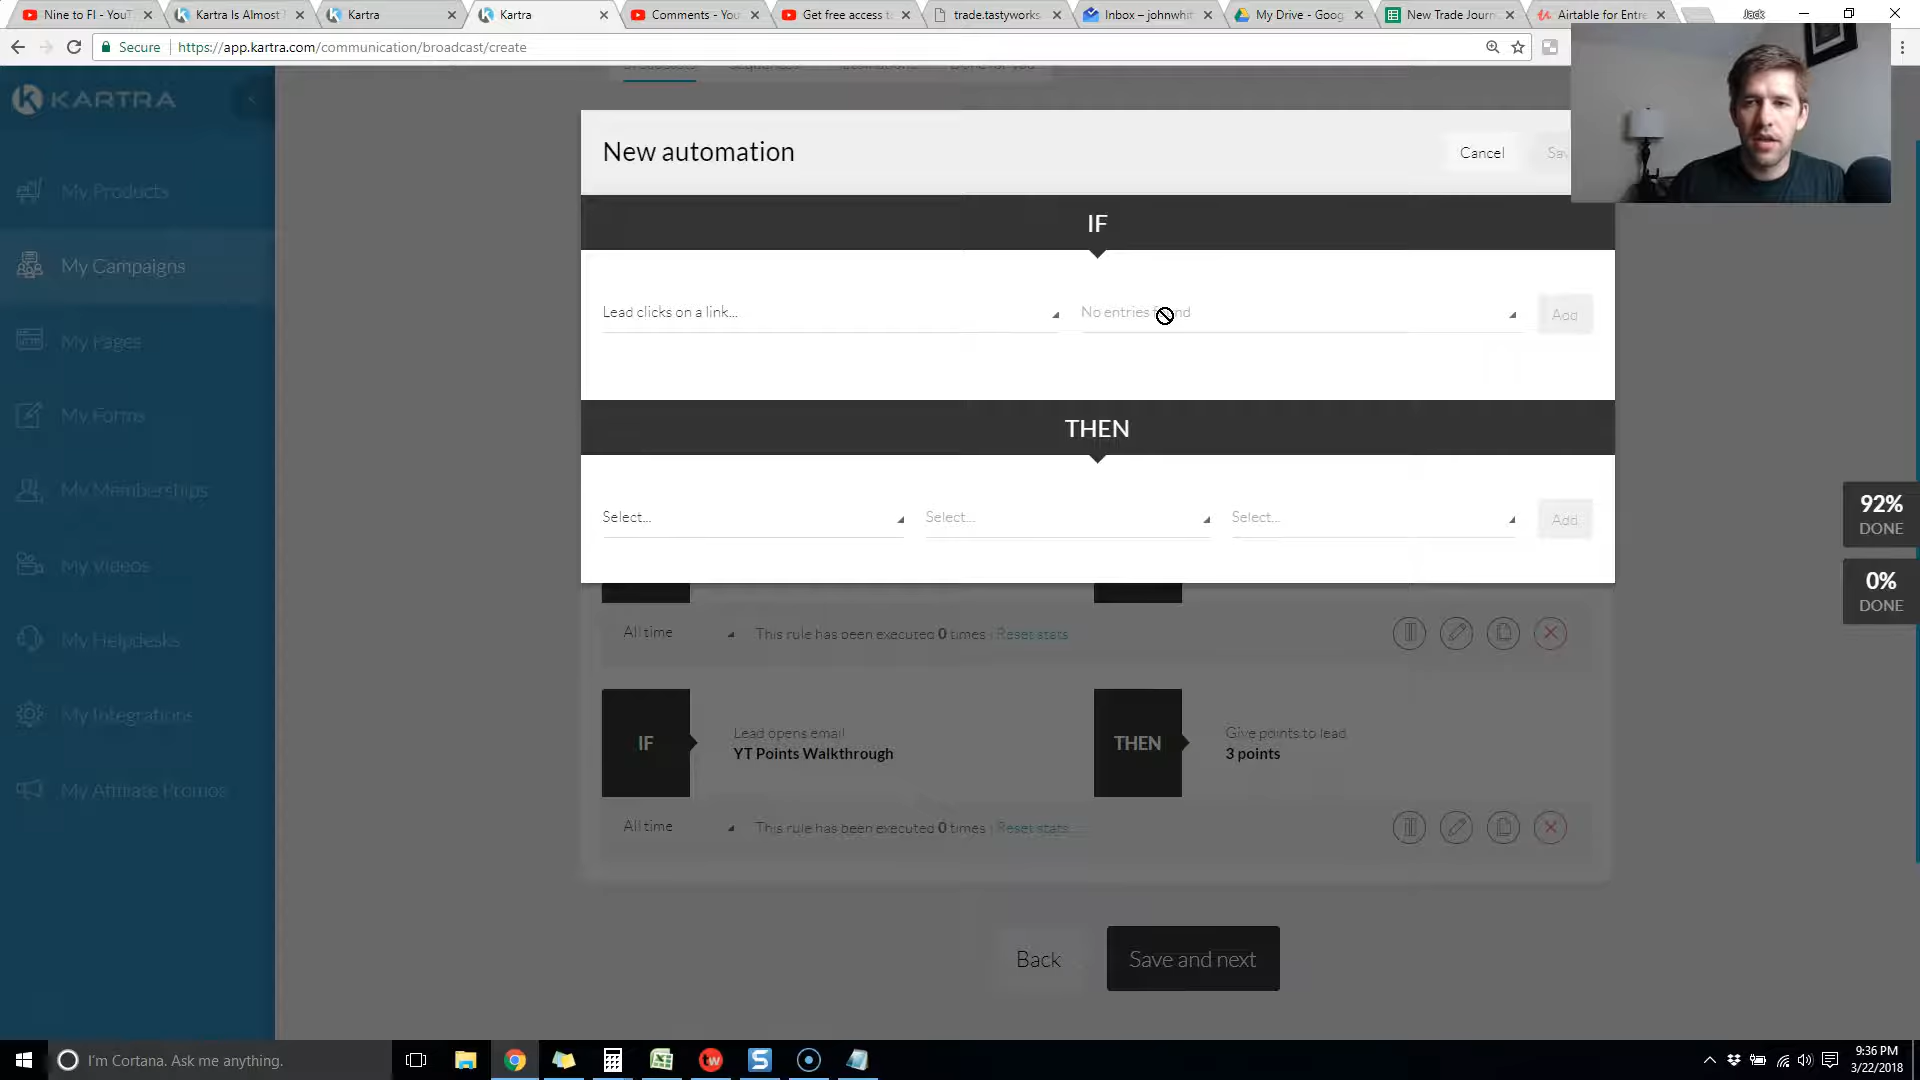 Nine to FI - YouT
Kartra Is Almost
Kartra
Kartra
Comments - You
Get free access t
trade.tastyworks
Inbox – johnwhit
My Drive - Goog
New Trade Journ
Airtable for Entre
Jack
Secure
https://app.kartra.com/communication/broadcast/create
KARTRA
New automation
Cancel
Sav
IF
My Products
Lead clicks on a link...
No entries
nd
Add
My Campaigns
My Pages
THEN
My Forms
Select...
Select...
Select...
Add
My Memberships
92%
DONE
My Videos
0%
DONE
My Helpdesks
All time
This rule has been executed 0 times
Reset stats
My Integrations
IF
Lead opens email
YT Points Walkthrough
THEN
Give points to lead
3 points
My Affiliate Promos
All time
This rule has been executed 0 times
Reset stats
Back
Save and next
I'm Cortana. Ask me anything.
tw
S
9:36 PM
3/22/2018